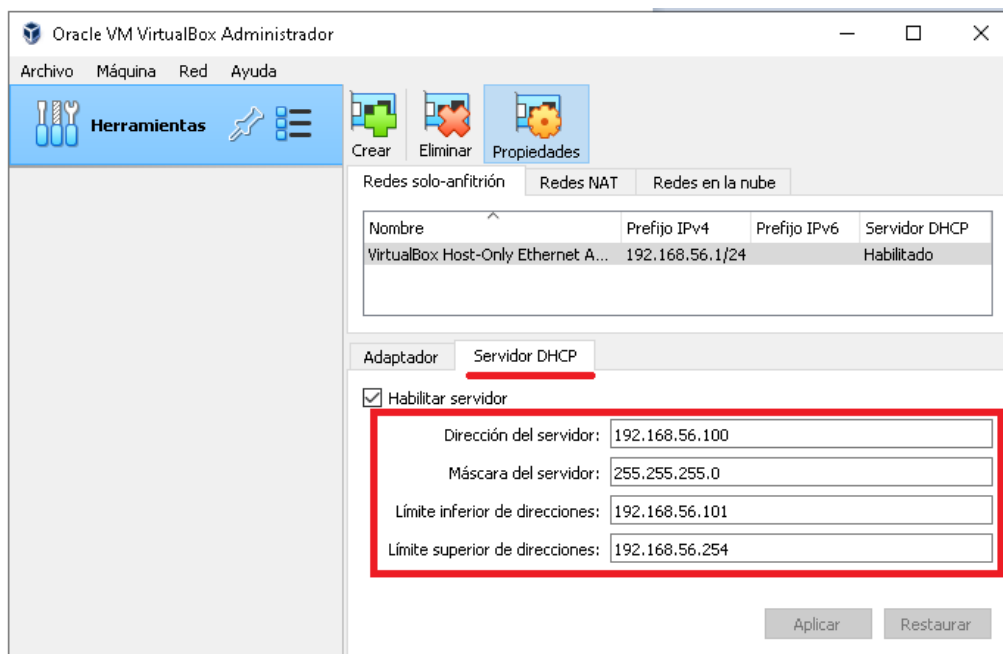 Oracle VM VirtualBox Administrador
Archivo Máquina Red Ayuda
Herramientas
Crear Eliminar Propiedades
Redes solo-anfitrión Redes NAT Redes en la nube
Nombre Prefijo IPv4 Prefijo IPv6 Servidor DHCP
VirtualBox Host-Only Ethernet A... 192.168.56.1/24 Habilitado
Adaptador Servidor DHCP
Habilitar servidor
Dirección del servidor: 192.168.56.100
Máscara del servidor: 255.255.255.0
Límite inferior de direcciones: 192.168.56.101
Límite superior de direcciones: 192.168.56.254
Aplicar Restaurar